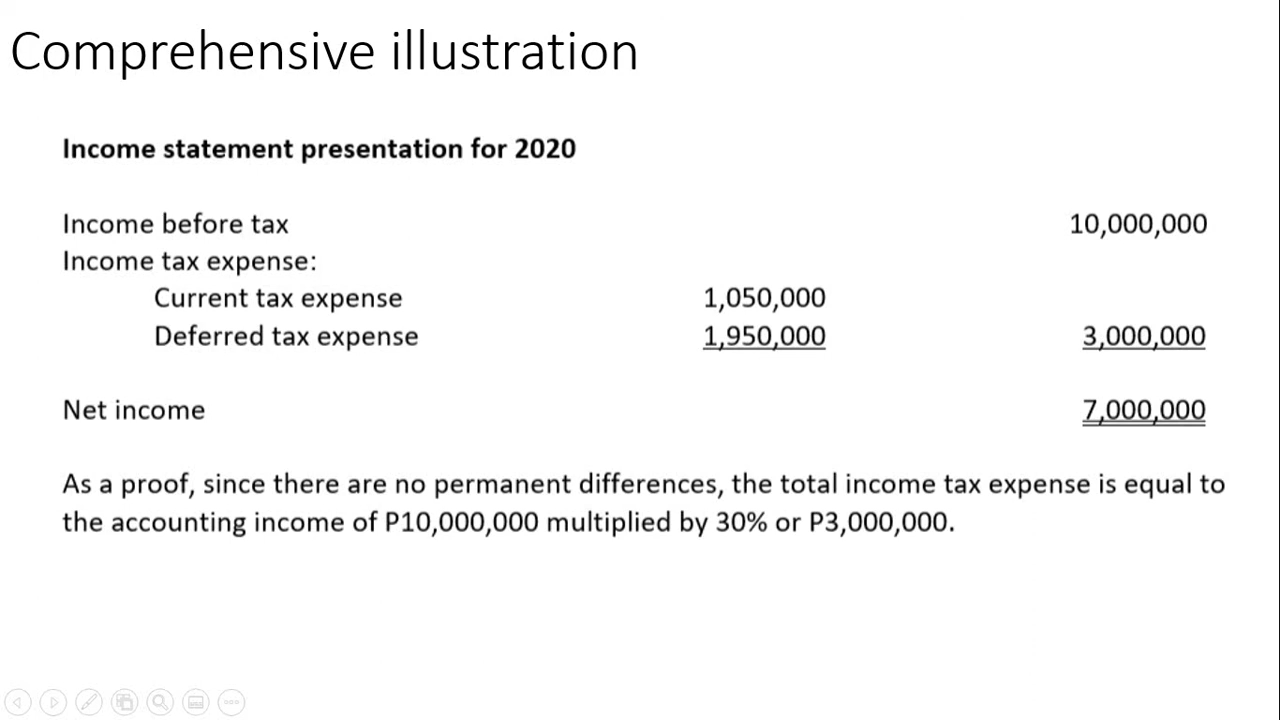 Comprehensive illustration
Income statement presentation for 2020
Income before tax 10,000,000
Income tax expense:
Current tax expense 1,050,000
Deferred tax expense 1,950,000 3,000,000
Net income 7,000,000
As a proof, since there are no permanent differences, the total income tax expense is equal to
the accounting income of P10,000,000 multiplied by 30% or P3,000,000.